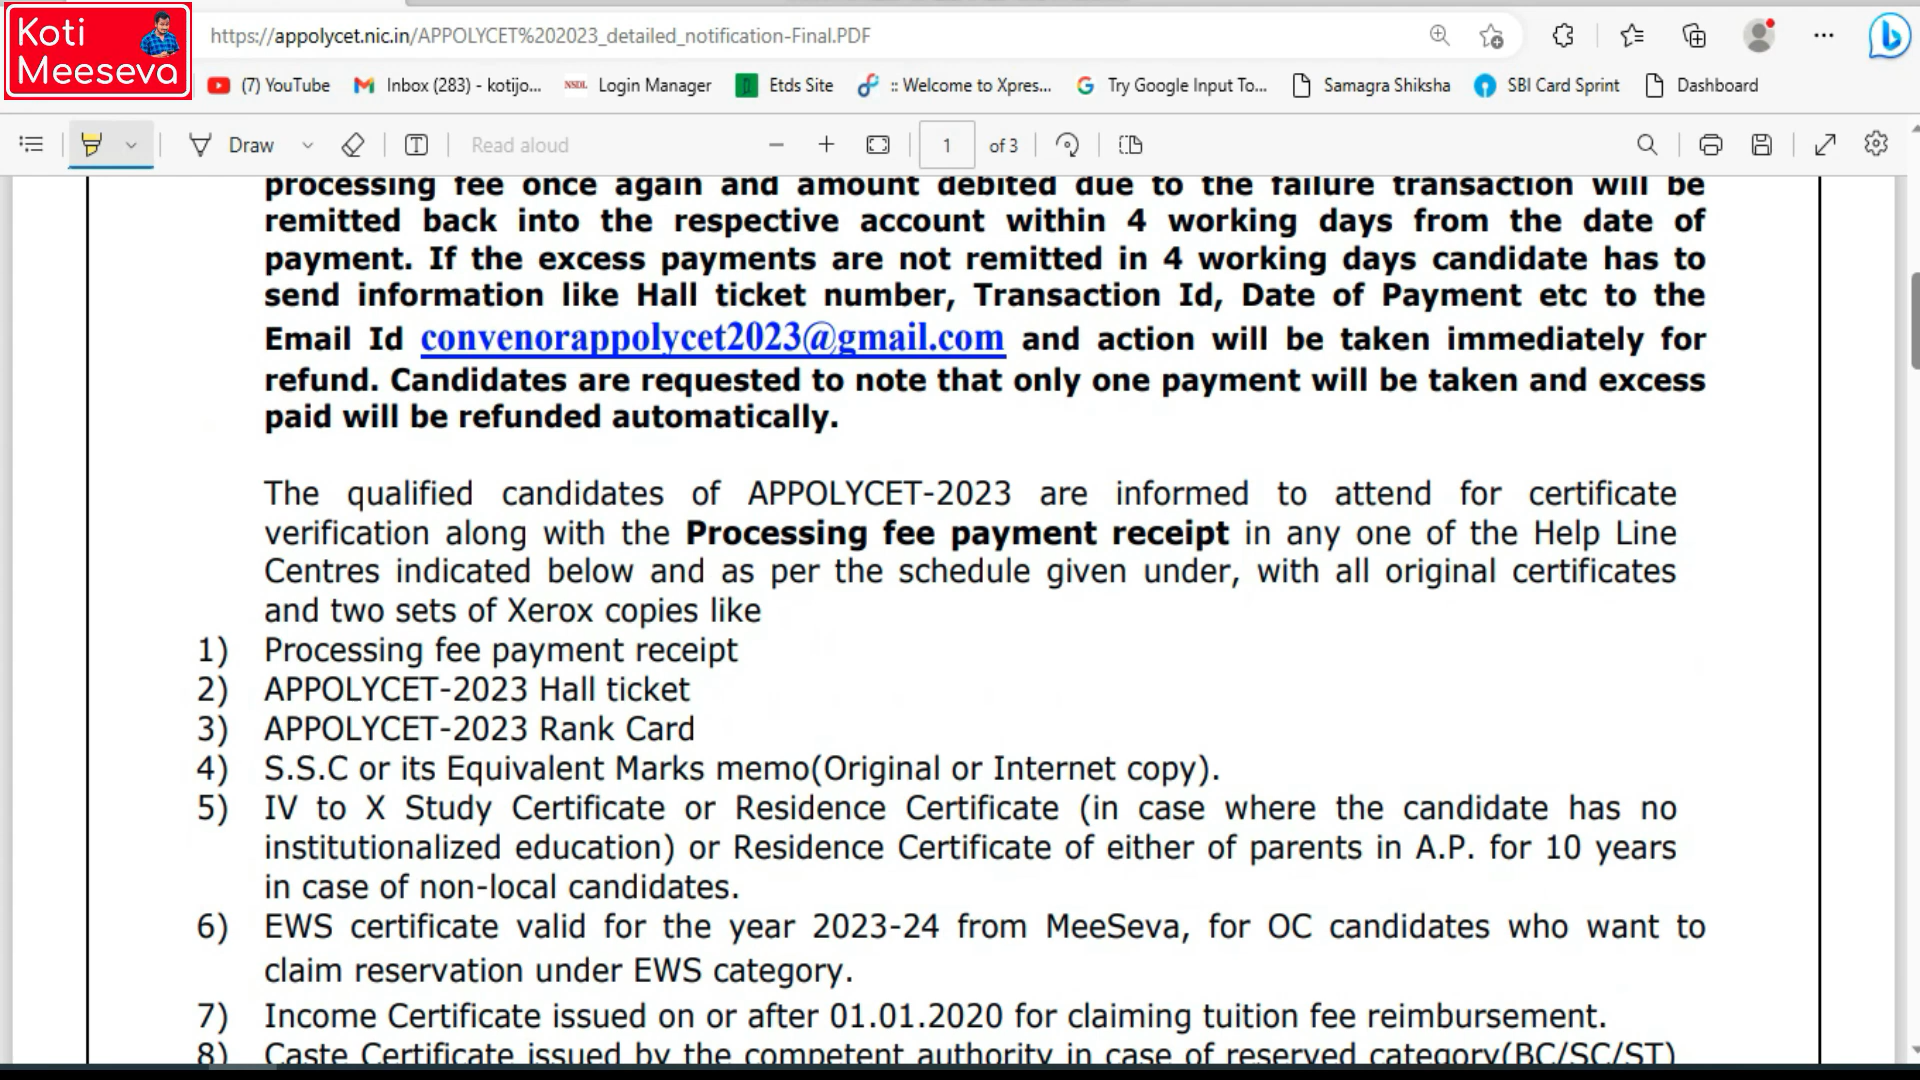 Koti
Meeseva
https://appolycet.nic.in/APPOLYCET%202023_detailed_notification-Final.PDF
(7) YouTube
Inbox (283) - kotijo...
NSDL Login Manager
Etds Site
:: Welcome to Xpres...
Try Google Input To...
Samagra Shiksha
SBI Card Sprint
Dashboard
Draw
Read aloud
1 of 3
processing fee once again and amount debited due to the failure transaction will be
remitted back into the respective account within 4 working days from the date of
payment. If the excess payments are not remitted in 4 working days candidate has to
send information like Hall ticket number, Transaction Id, Date of Payment etc to the
Email Id convenorappolycet2023@gmail.com and action will be taken immediately for
refund. Candidates are requested to note that only one payment will be taken and excess
paid will be refunded automatically.
The qualified candidates of APPOLYCET-2023 are informed to attend for certificate
verification along with the Processing fee payment receipt in any one of the Help Line
Centres indicated below and as per the schedule given under, with all original certificates
and two sets of Xerox copies like
1) Processing fee payment receipt
2) APPOLYCET-2023 Hall ticket
3) APPOLYCET-2023 Rank Card
4) S.S.C or its Equivalent Marks memo(Original or Internet copy).
5) IV to X Study Certificate or Residence Certificate (in case where the candidate has no
institutionalized education) or Residence Certificate of either of parents in A.P. for 10 years
in case of non-local candidates.
6) EWS certificate valid for the year 2023-24 from MeeSeva, for OC candidates who want to
claim reservation under EWS category.
7) Income Certificate issued on or after 01.01.2020 for claiming tuition fee reimbursement.
8) Caste Certificate issued by the competent authority in case of reserved category(BC/SC/ST)